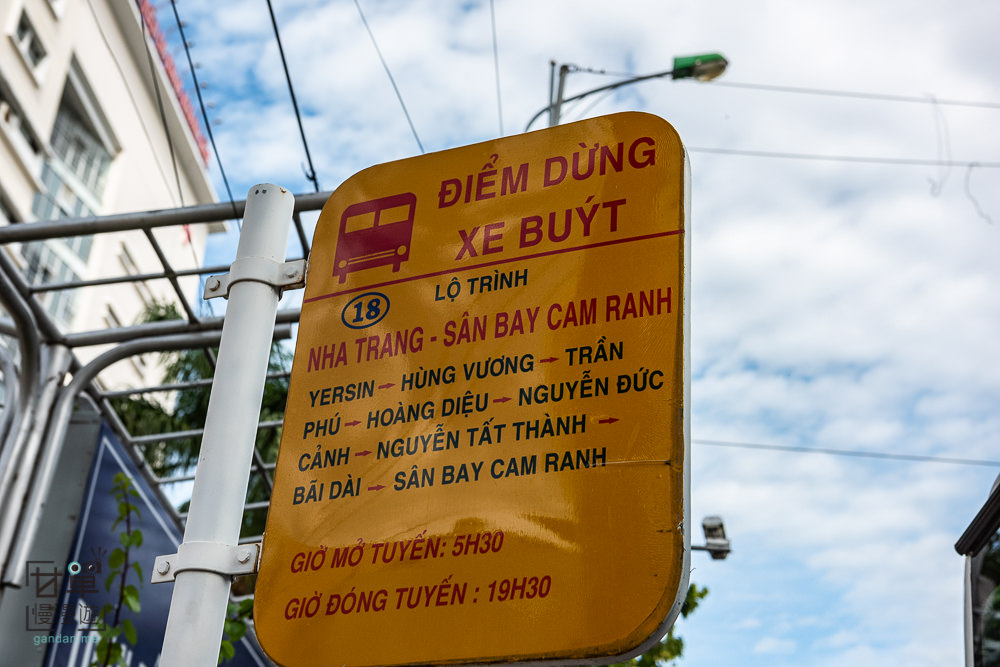 ĐIỂM DỪNG
XE BUÝT
18
LỘ TRÌNH
NHA TRANG - SÂN BAY CAM RANH
YERSIN → HÙNG VƯƠNG → TRẦN
PHÚ → HOÀNG DIỆU → NGUYỄN ĐỨC
CẢNH → NGUYỄN TẤT THÀNH →
BÃI DÀI → SÂN BAY CAM RANH
GIỜ MỞ TUYẾN: 5H30
GIỜ ĐÓNG TUYẾN : 19H30